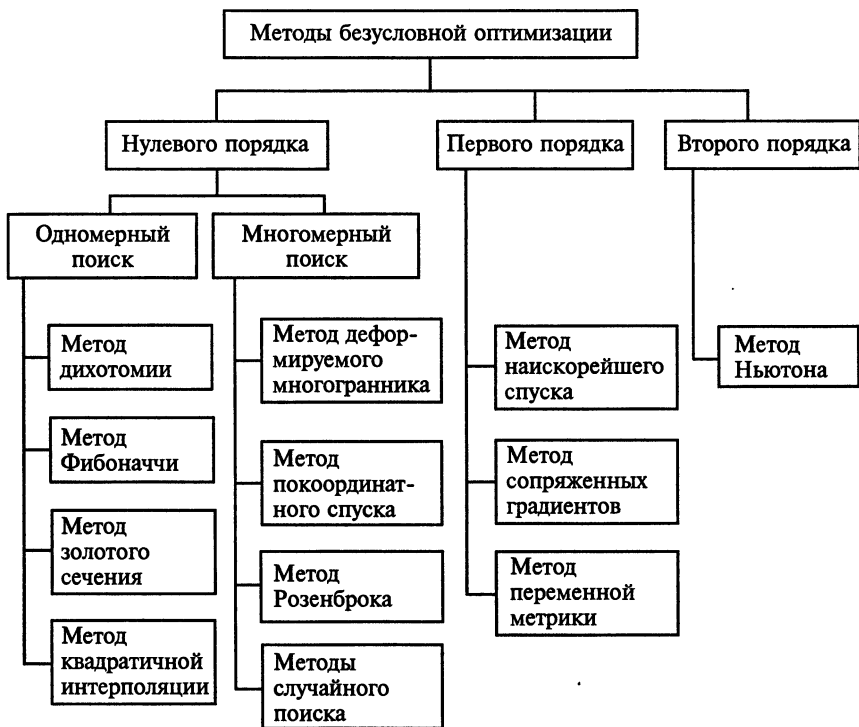 Методы безусловной оптимизации
Нулевого порядка
Первого порядка
Второго порядка
Одномерный
поиск
Многомерный
поиск
Метод
дихотомии
Метод
Фибоначчи
Метод
золотого
сечения
Метод
квадратичной
интерполяции
Метод дефор-
мируемого
многогранника
Метод
покоординат-
ного спуска
Метод
Розенброка
Методы
случайного
поиска
Метод
наискорейшего
спуска
Метод
сопряженных
градиентов
Метод
переменной
метрики
Метод
Ньютона